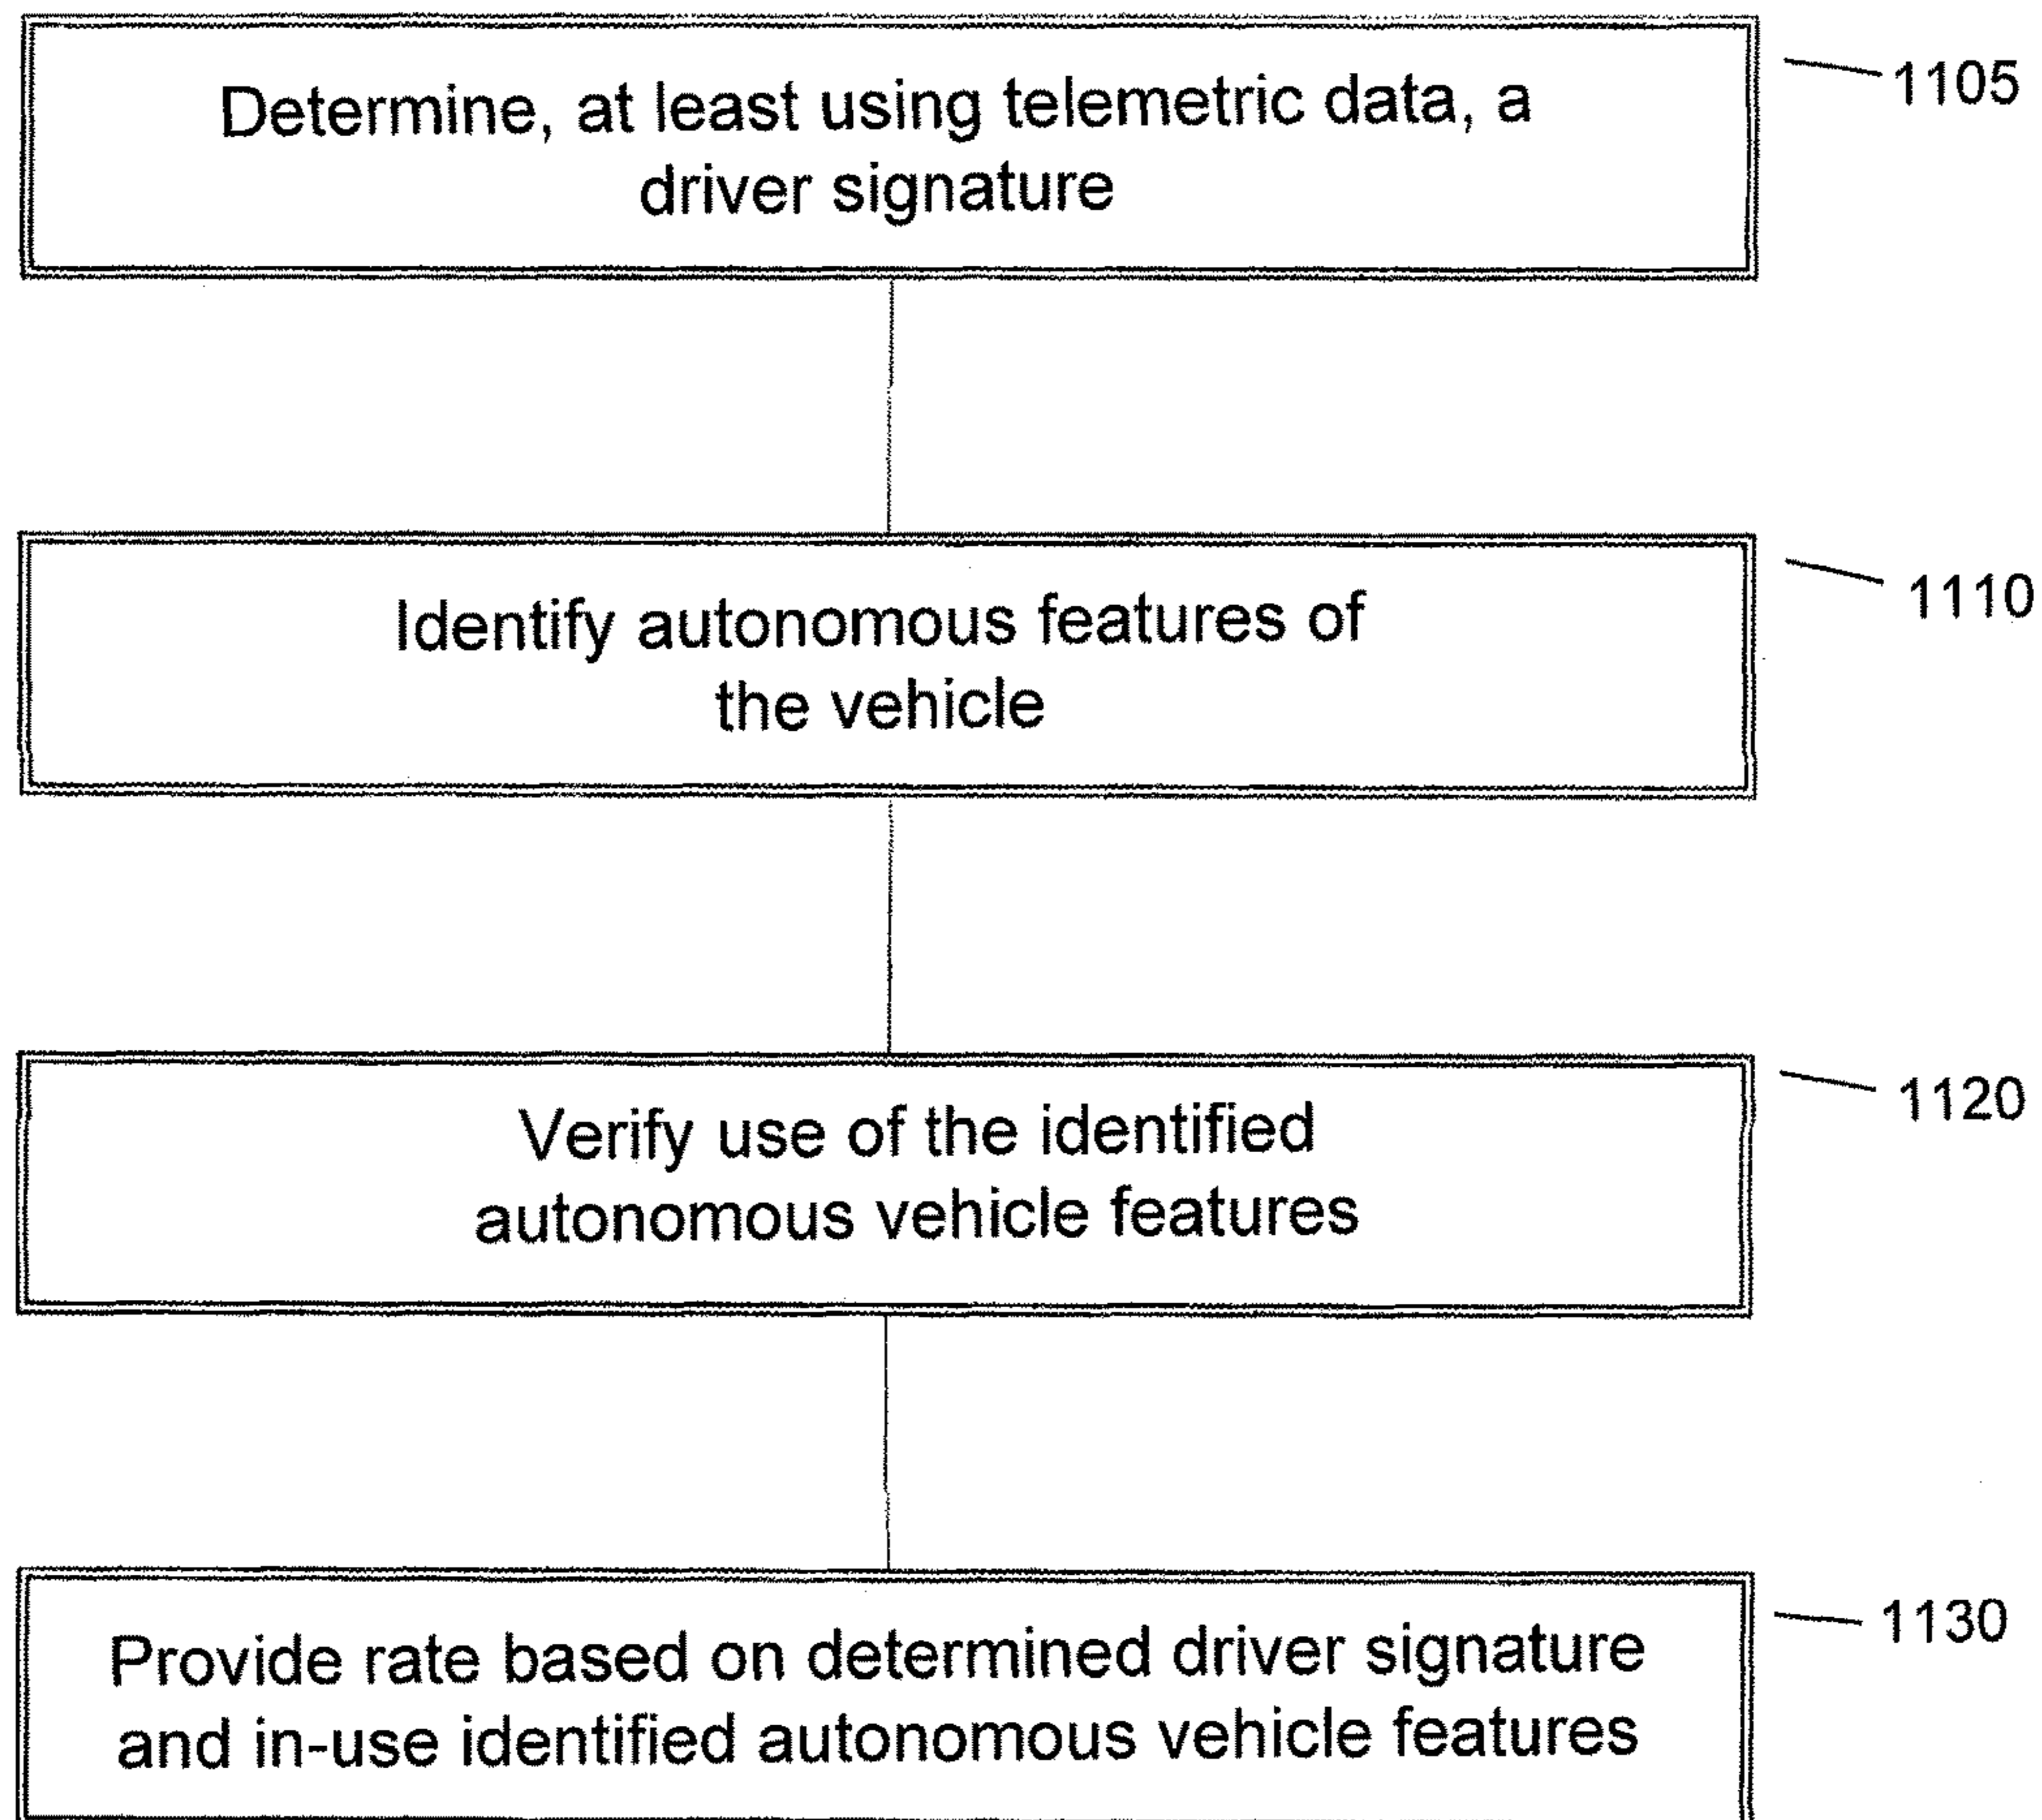 Determine, at least using telemetric data, a
driver signature
1105
Identify autonomous features of
the vehicle
1110
Verify use of the identified
autonomous vehicle features
1120
Provide rate based on determined driver signature
and in-use identified autonomous vehicle features
1130